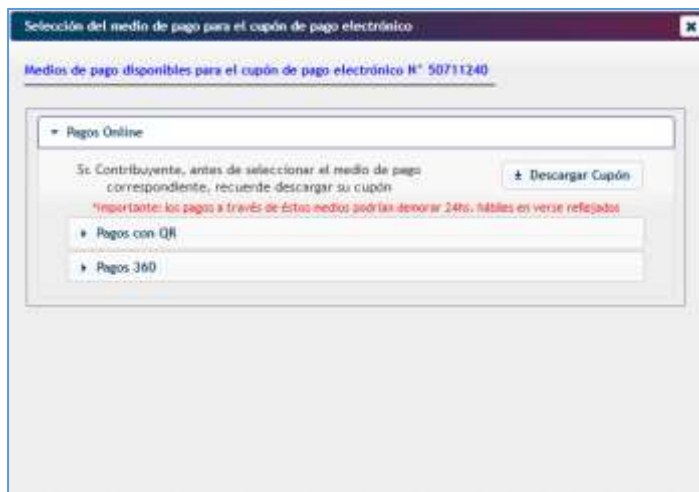 Selección del medio de pago para el cupón de pago electrónico
Medios de pago disponibles para el cupón de pago electrónico N° 50711240
Pagos Online
Sr. Contribuyente, antes de seleccionar el medio de pago
correspondiente, recuerde descargar su cupón
Descargar Cupón
*Importante: los pagos a través de éstos medios podrían demorar 24hs. hábiles en verse reflejados
Pagos con QR
Pagos 360